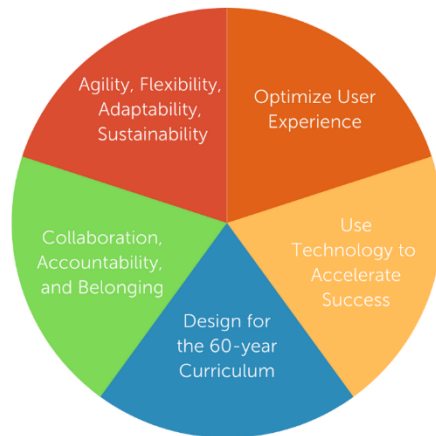 Agility, Flexibility,
Adaptability,
Sustainability
Optimize User
Experience
Use
Technology to
Accelerate
Success
Design for
the 60-year
Curriculum
Collaboration,
Accountability,
and Belonging